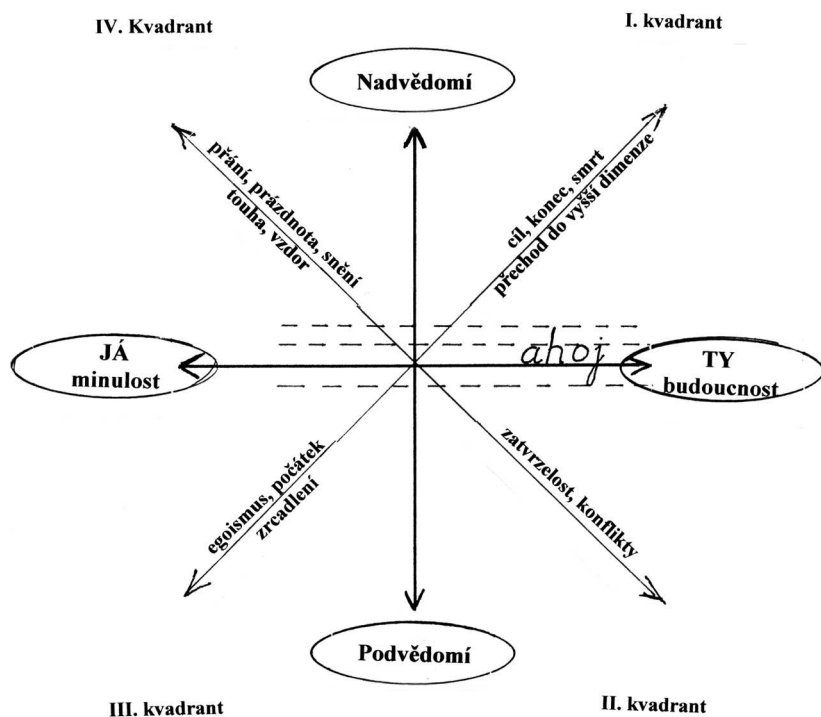 IV. Kvadrant
I. kvadrant
Nadvědomí
přání, prázdnota, snění
touha, vzdor
cíl, konec, smrt
přechod do vyšší dimenze
JÁ
minulost
ahoj
TY
budoucnost
egoismus, počátek
zrcadlení
zatvrzelost, konflikty
Podvědomí
III. kvadrant
II. kvadrant